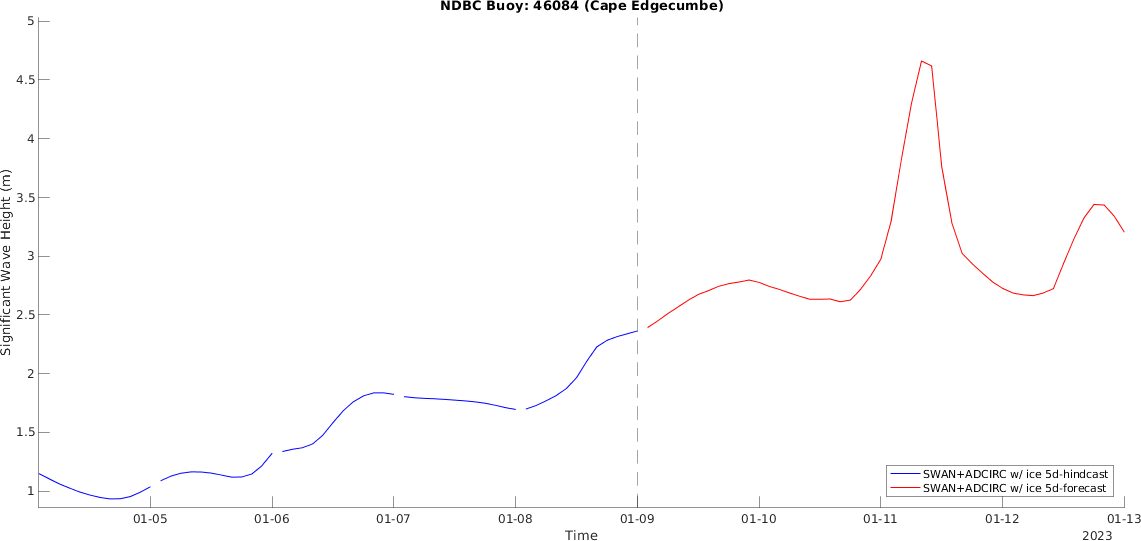 NDBC Buoy: 46084 (Cape Edgecumbe)
5
4.5
4
3.5
3
2.5
2
1.5
1
Significant Wave Height (m)
SWAN+ADCIRC w/ ice 5d-hindcast
SWAN+ADCIRC w/ ice 5d-forecast
01-05 01-06 01-07 01-08 01-09 01-10 01-11 01-12 01-13
Time
2023